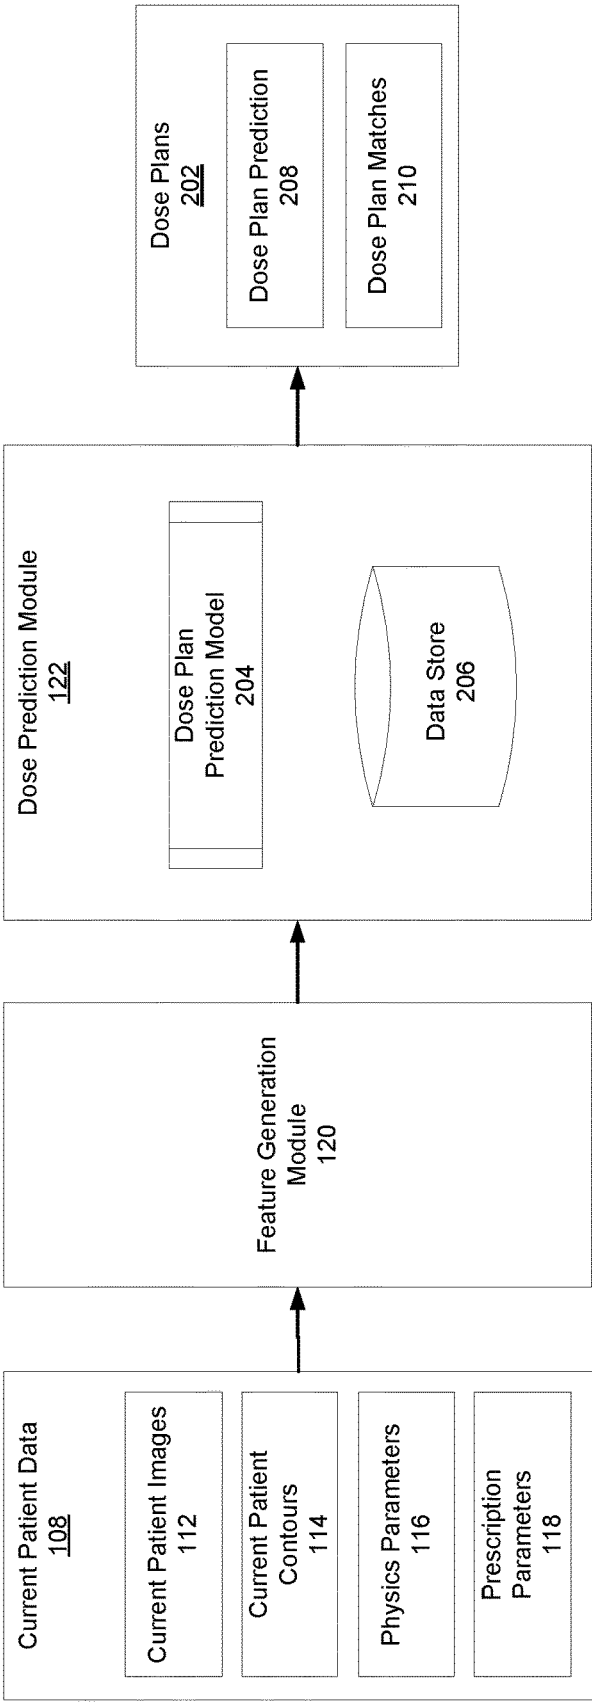 Current Patient Data
108
Current Patient Images
112
Current Patient
Contours
114
Physics Parameters
116
Prescription
Parameters
118
Feature Generation
Module
120
Dose Prediction Module
122
Dose Plan
Prediction Model
204
Data Store
206
Dose Plans
202
Dose Plan Prediction
208
Dose Plan Matches
210